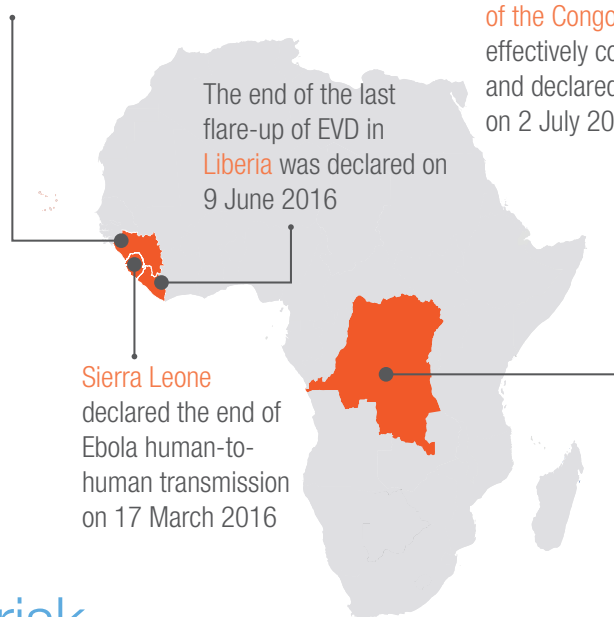 of the Congo
effectively
and declared
on 2 July
The end of the last
flare-up of EVD in
Liberia was declared on
9 June 2016
Sierra Leone
declared the end of
Ebola human-to-
human transmission
on 17 March 2016
risk